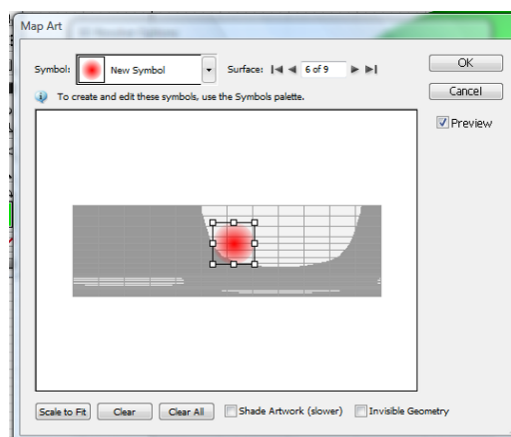 Map Art
Symbol: New Symbol Surface: 6 of 9 OK
To create and edit these symbols, use the Symbols palette. Cancel
Preview
Scale to Fit Clear Clear All Shade Artwork (slower) Invisible Geometry